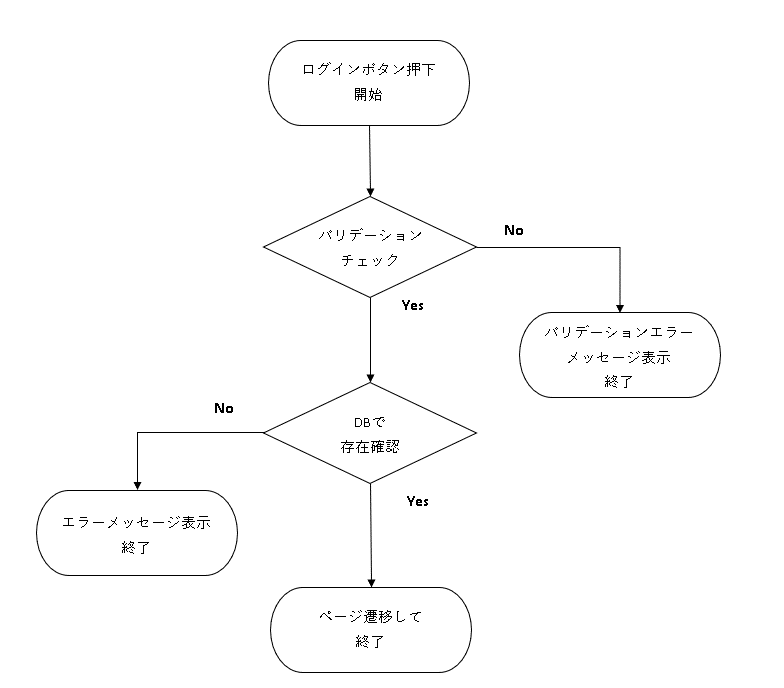 ログインボタン押下
開始
バリデーション
チェック
No
Yes
バリデーションエラー
メッセージ表示
終了
DBで
存在確認
No
Yes
エラーメッセージ表示
終了
ページ遷移して
終了